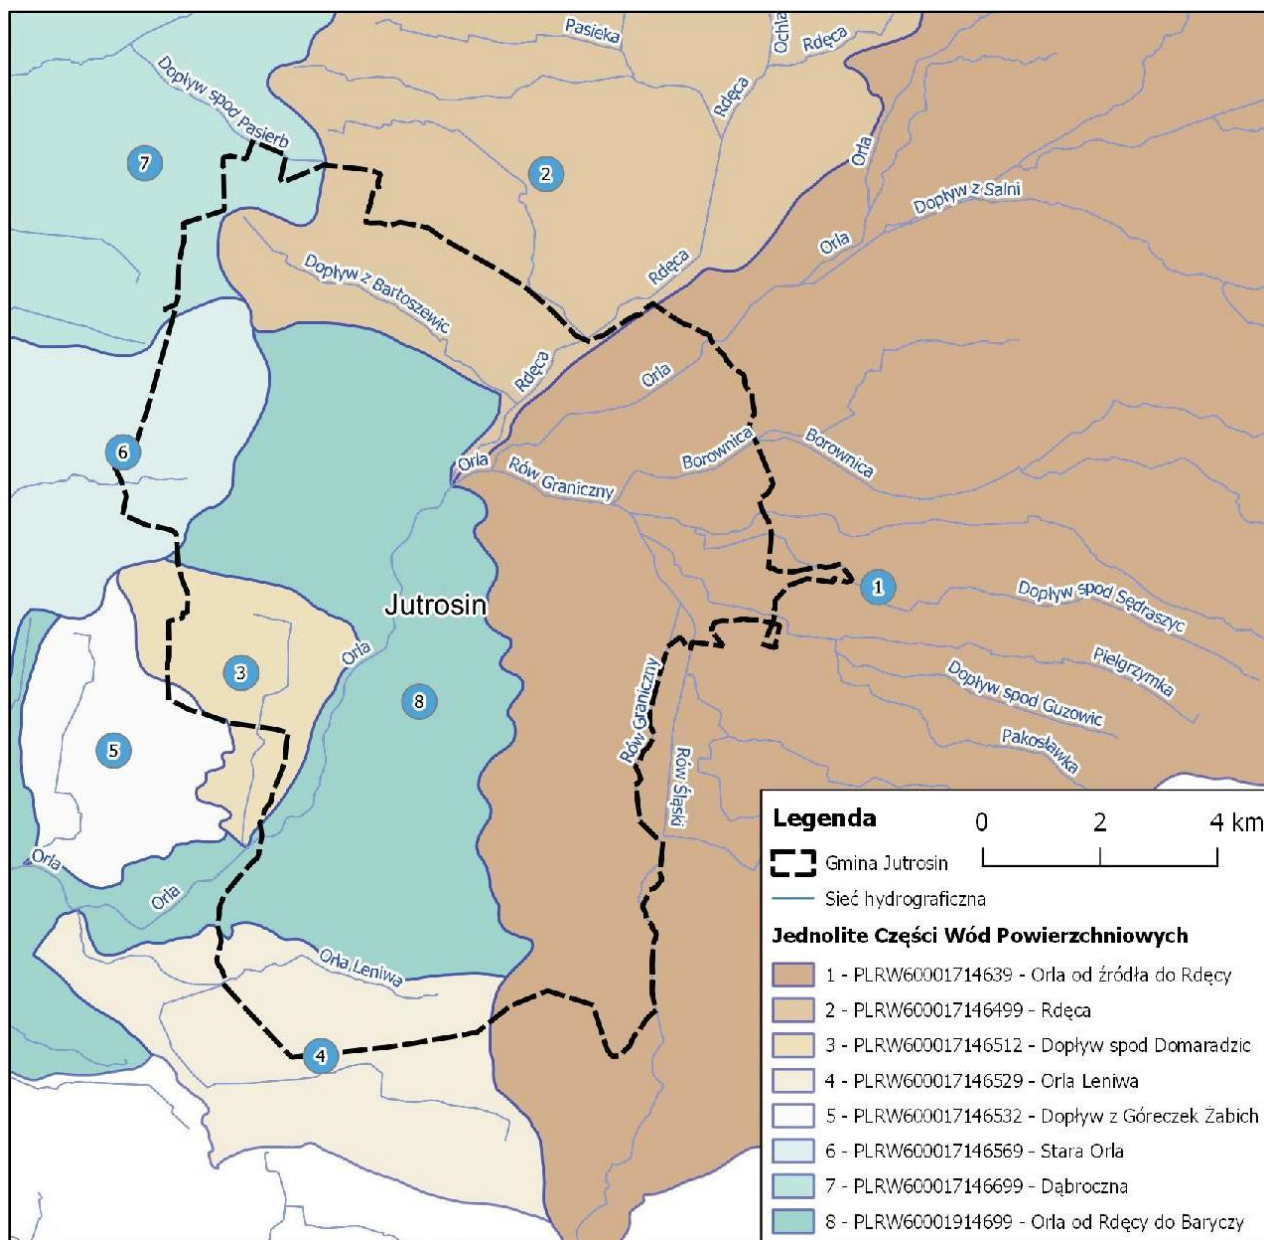 Pasieka
Ochla
Rdęca
Dopływ spod Pasierb
Rdęca
7
2
Orla
Dopływ z Salni
Orla
Rdęca
Dopływ z Bartoszewic
Rdęca
Orla
6
Borownica
Borownica
Orla
Rów Graniczny
1
Jutrosin
Dopływ spod Sędraszyc
Orla
3
Pielgrzymka
Dopływ spod Guzowic
8
Rów Graniczny
5
Pakosławka
Rów Śląski
Orla
Orla
Orla Leniwa
4
Legenda
0 2 4 km
Gmina Jutrosin
Sieć hydrograficzna
Jednolite Części Wód Powierzchniowych
1 - PLRW60001714639 - Orla od źródła do Rdęcy
2 - PLRW600017146499 - Rdęca
3 - PLRW600017146512 - Dopływ spod Domaradzic
4 - PLRW600017146529 - Orla Leniwa
5 - PLRW600017146532 - Dopływ z Góreczek Żabich
6 - PLRW600017146569 - Stara Orla
7 - PLRW600017146699 - Dąbroczna
8 - PLRW60001914699 - Orla od Rdęcy do Baryczy